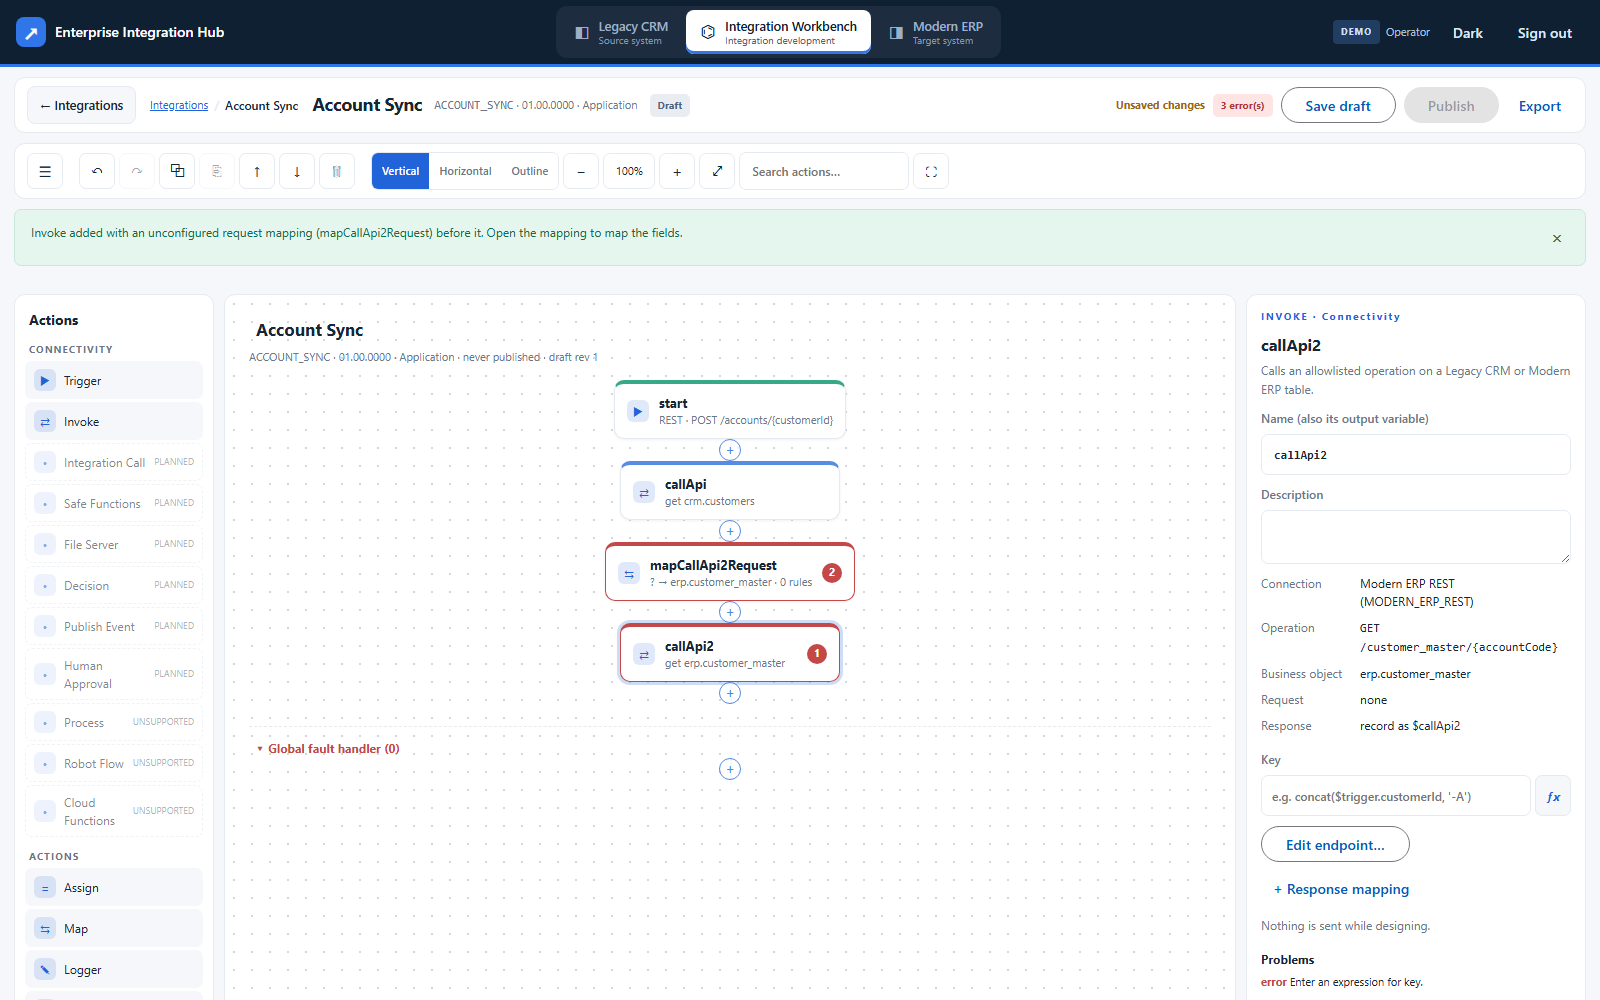 Enterprise Integration Hub
Legacy CRM
Source system
Integration Workbench
Integration development
Modern ERP
Target system
DEMO Operator Dark Sign out
← Integrations
Integrations / Account Sync
Account Sync
ACCOUNT_SYNC · 01.00.0000 · Application
Draft
Unsaved changes
3 error(s)
Save draft
Publish
Export
Vertical Horizontal Outline
− 100% +
Search actions...
Invoke added with an unconfigured request mapping (mapCallApi2Request) before it. Open the mapping to map the fields.
×
Actions
CONNECTIVITY
Trigger
Invoke
Integration Call PLANNED
Safe Functions PLANNED
File Server PLANNED
Decision PLANNED
Publish Event PLANNED
Human
Approval
PLANNED
Process UNSUPPORTED
Robot Flow UNSUPPORTED
Cloud
Functions
UNSUPPORTED
ACTIONS
Assign
Map
Logger
Account Sync
ACCOUNT_SYNC · 01.00.0000 · Application · never published · draft rev 1
start
REST · POST /accounts/{customerId}
+
callApi
get crm.customers
+
mapCallApi2Request
? → erp.customer_master · 0 rules
2
+
callApi2
get erp.customer_master
1
+
▾ Global fault handler (0)
+
INVOKE · Connectivity
callApi2
Calls an allowlisted operation on a Legacy CRM or Modern
ERP table.
Name (also its output variable)
callApi2
Description
Connection Modern ERP REST
(MODERN_ERP_REST)
Operation GET
/customer_master/{accountCode}
Business object erp.customer_master
Request none
Response record as $callApi2
Key
e.g. concat($trigger.customerId, '-A')
ƒx
Edit endpoint...
+ Response mapping
Nothing is sent while designing.
Problems
error Enter an expression for key.